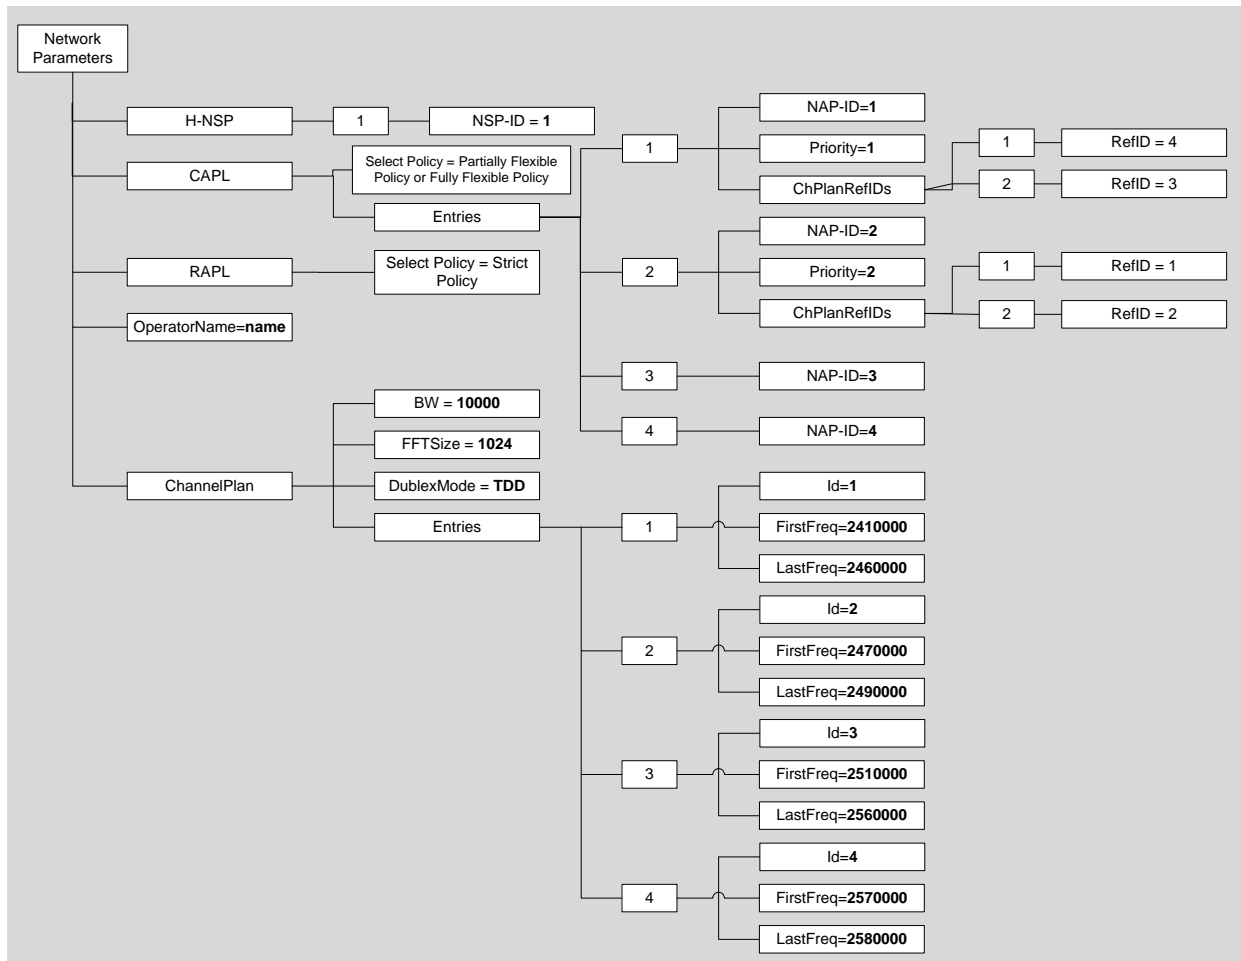 Network
Parameters
H-NSP
1
NSP-ID = 1
CAPL
Select Policy = Partially Flexible
Policy or Fully Flexible Policy
Entries
1
NAP-ID=1
Priority=1
ChPlanRefIDs
1
RefID = 4
2
RefID = 3
2
NAP-ID=2
Priority=2
ChPlanRefIDs
1
RefID = 1
2
RefID = 2
3
NAP-ID=3
4
NAP-ID=4
RAPL
Select Policy = Strict
Policy
OperatorName=name
ChannelPlan
BW = 10000
FFTSize = 1024
DublexMode = TDD
Entries
1
Id=1
FirstFreq=2410000
LastFreq=2460000
2
Id=2
FirstFreq=2470000
LastFreq=2490000
3
Id=3
FirstFreq=2510000
LastFreq=2560000
4
Id=4
FirstFreq=2570000
LastFreq=2580000